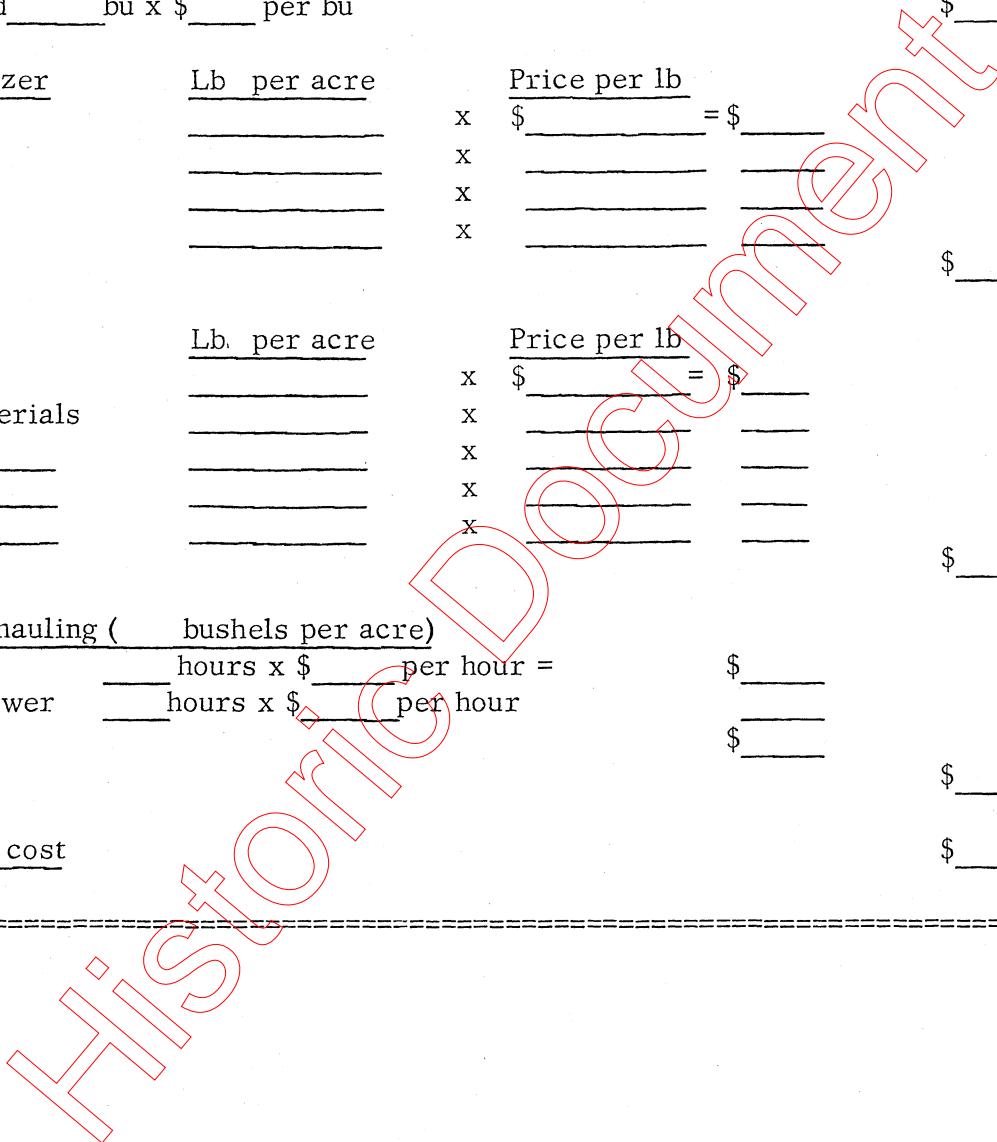 bu x $ per bu $
zer Lb per acre Price per lb
x $ = $
x
x
x
$
Lb. per acre Price per lb
x $ = $
erials x
x
x
x
$
hauling ( bushels per acre)
hours x $ per hour = $
wer hours x $ per hour
$
$
cost $
Historic Document